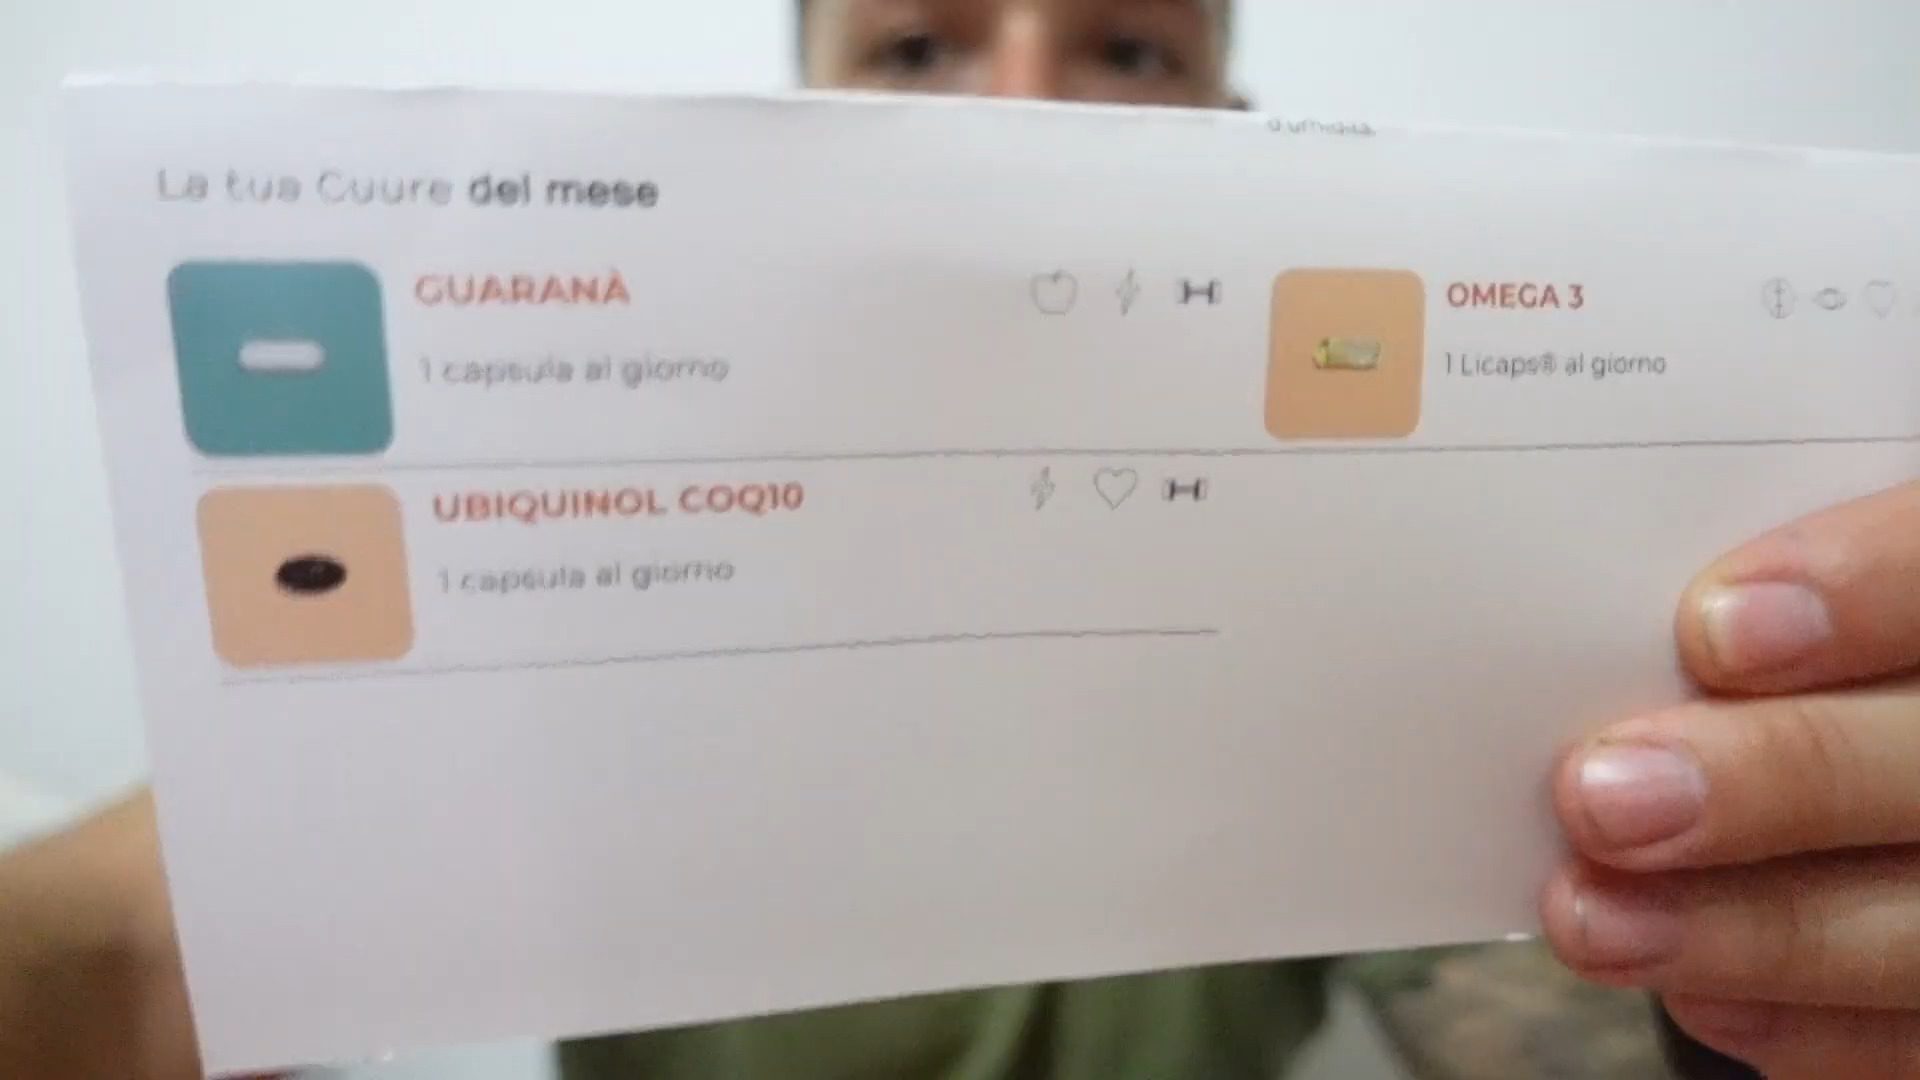 La tua Cuure del mese
GUARANÀ
1 capsula al giorno
OMEGA 3
1 Licaps® al giorno
UBIQUINOL COQ10
1 capsula al giorno